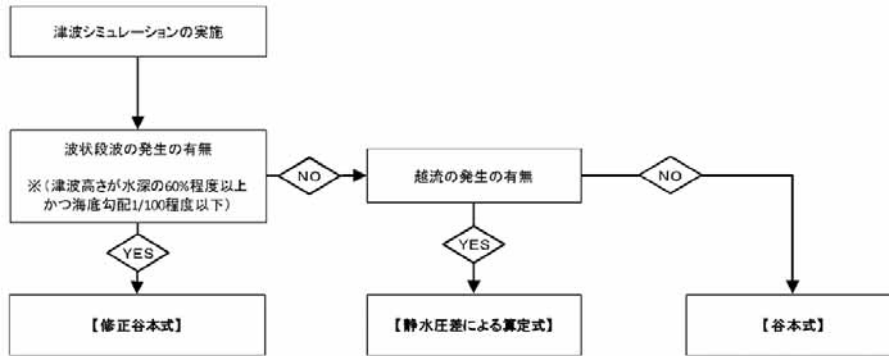 津波シミュレーションの実施
波状段波の発生の有無
※(津波高さが水深の60%程度以上
かつ海底勾配1/100程度以下)
NO
越流の発生の有無
NO
YES
YES
【修正谷本式】
【静水圧差による算定式】
【谷本式】